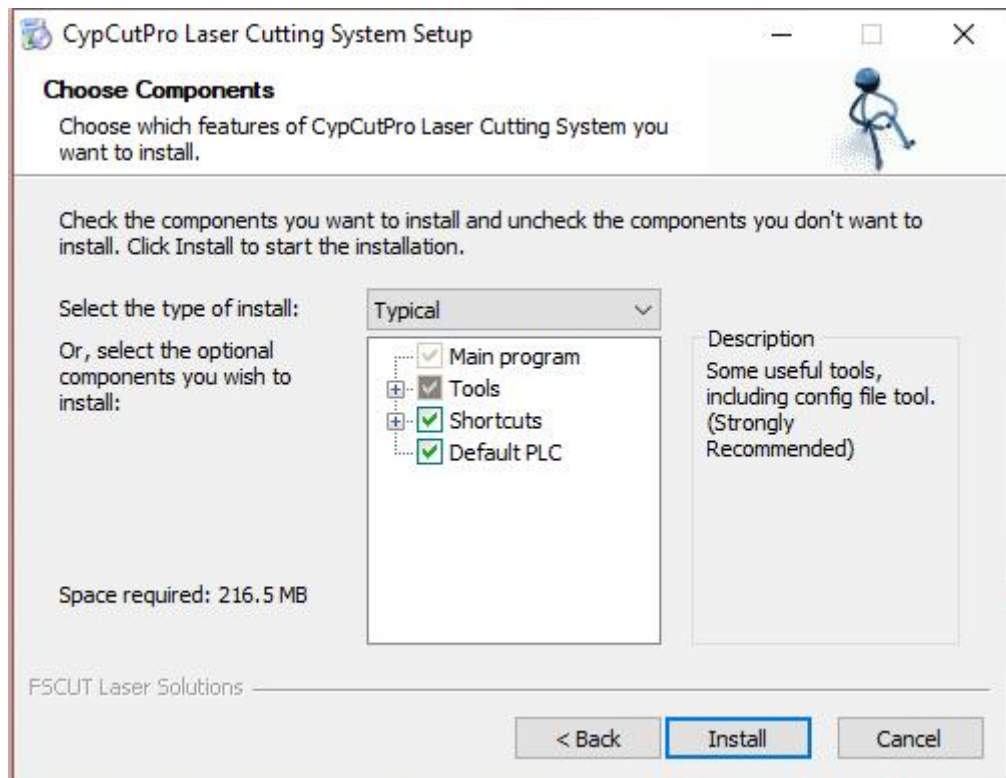 CypCutPro Laser Cutting System Setup
Choose Components
Choose which features of CypCutPro Laser Cutting System you
want to install.
Check the components you want to install and uncheck the components you don't want to
install. Click Install to start the installation.
Select the type of install:
Typical
Or, select the optional
components you wish to
install:
Main program
Tools
Shortcuts
Default PLC
Description
Some useful tools,
including config file tool.
(Strongly
Recommended)
Space required: 216.5 MB
FSCUT Laser Solutions
< Back
Install
Cancel